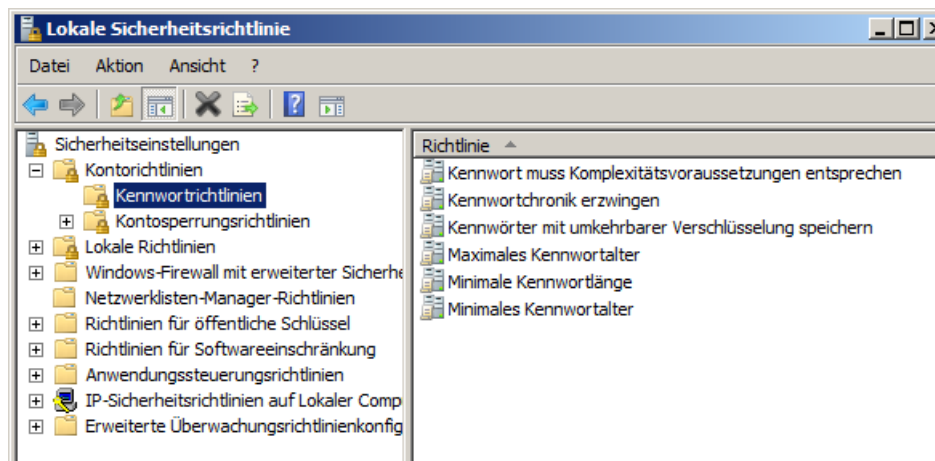 Lokale Sicherheitsrichtlinie
Datei Aktion Ansicht ?
Sicherheitseinstellungen
Kontorichtlinien
Kennwortrichtlinien
Kontosperrungsrichtlinien
Lokale Richtlinien
Windows-Firewall mit erweiterter Sicherhe
Netzwerklisten-Manager-Richtlinien
Richtlinien für öffentliche Schlüssel
Richtlinien für Softwareeinschränkung
Anwendungssteuerungsrichtlinien
IP-Sicherheitsrichtlinien auf Lokaler Comp
Erweiterte Überwachungsrichtlinienkonfig
Richtlinie
Kennwort muss Komplexitätsvoraussetzungen entsprechen
Kennwortchronik erzwingen
Kennwörter mit umkehrbarer Verschlüsselung speichern
Maximales Kennwortalter
Minimale Kennwortlänge
Minimales Kennwortalter